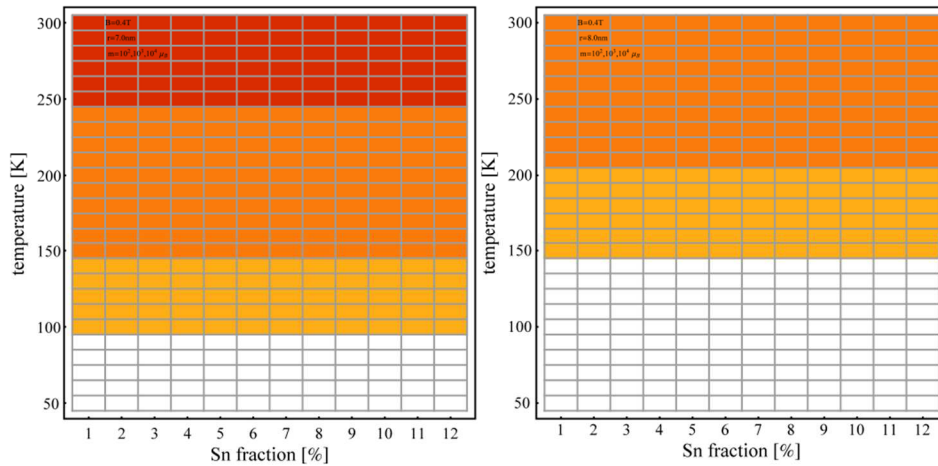 300
250
200
150
100
50
temperature [K]
B=0.4T
r=7.0nm
m=10²,10³,10⁴ μ_B
1 2 3 4 5 6 7 8 9 10 11 12
Sn fraction [%]
300
250
200
150
100
50
temperature [K]
B=0.4T
r=8.0nm
m=10²,10³,10⁴ μ_B
1 2 3 4 5 6 7 8 9 10 11 12
Sn fraction [%]